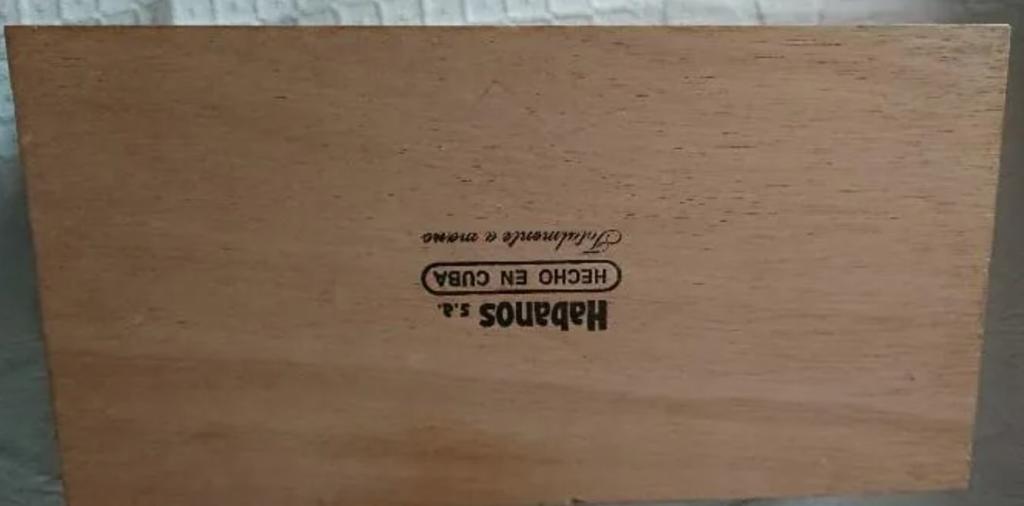 Habanos s.a.
HECHO EN CUBA
Totalmente a mano